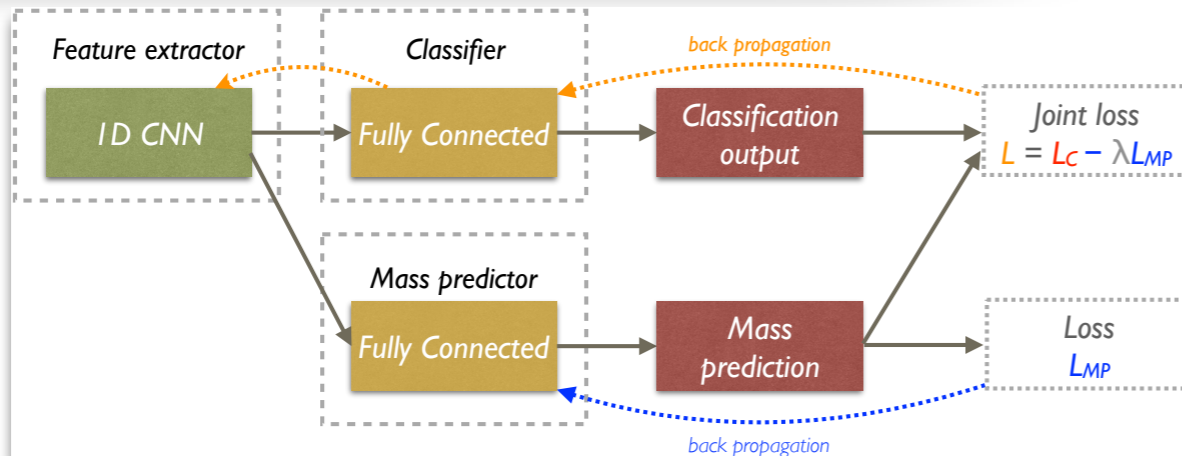 Feature extractor
Classifier
back propagation
1D CNN
Fully Connected
Classification
output
Joint loss
L = LC − λLMP
Mass predictor
Fully Connected
Mass
prediction
Loss
LMP
back propagation